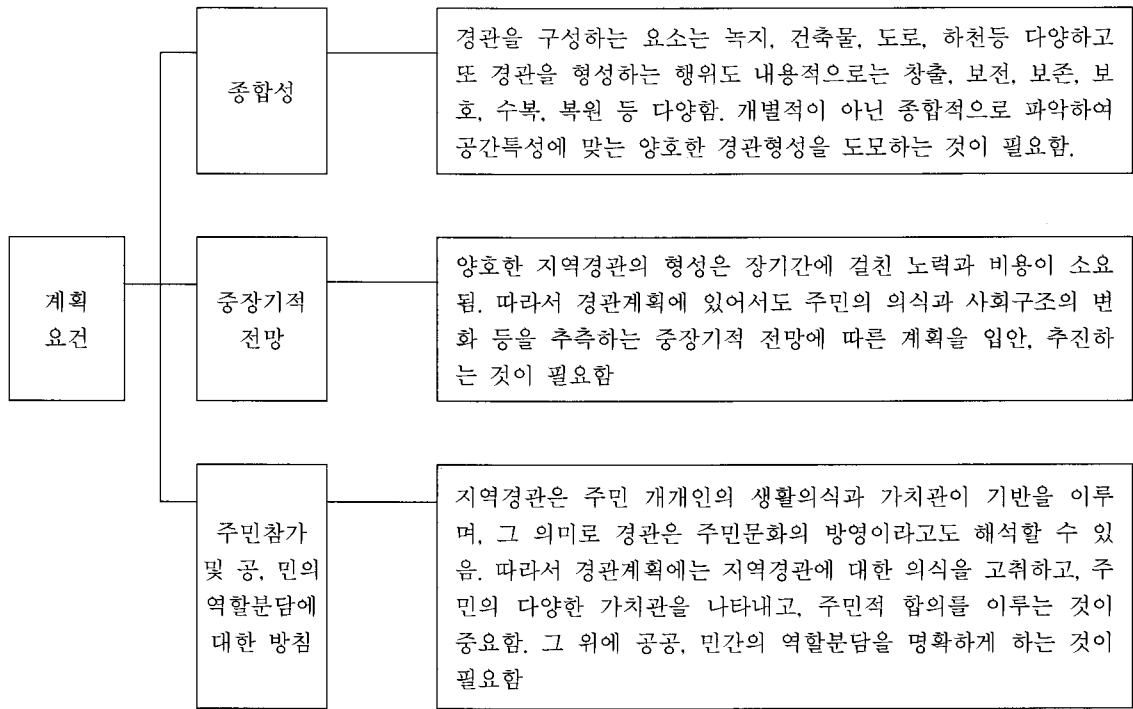 계획
요건
종합성
경관을 구성하는 요소는 녹지, 건축물, 도로, 하천등 다양하고
또 경관을 형성하는 행위도 내용적으로는 창출, 보전, 보존, 보
호, 수복, 복원 등 다양함. 개별적이 아닌 종합적으로 파악하여
공간특성에 맞는 양호한 경관형성을 도모하는 것이 필요함.
중장기적
전망
양호한 지역경관의 형성은 장기간에 걸친 노력과 비용이 소요
됨. 따라서 경관계획에 있어서도 주민의 의식과 사회구조의 변
화 등을 추측하는 중장기적 전망에 따른 계획을 입안, 추진하
는 것이 필요함
주민참가
및 공, 민의
역할분담에
대한 방침
지역경관은 주민 개개인의 생활의식과 가치관이 기반을 이루
며, 그 의미로 경관은 주민문화의 방영이라고도 해석할 수 있
음. 따라서 경관계획에는 지역경관에 대한 의식을 고취하고, 주
민의 다양한 가치관을 나타내고, 주민적 합의를 이루는 것이
중요함. 그 위에 공공, 민간의 역할분담을 명확하게 하는 것이
필요함